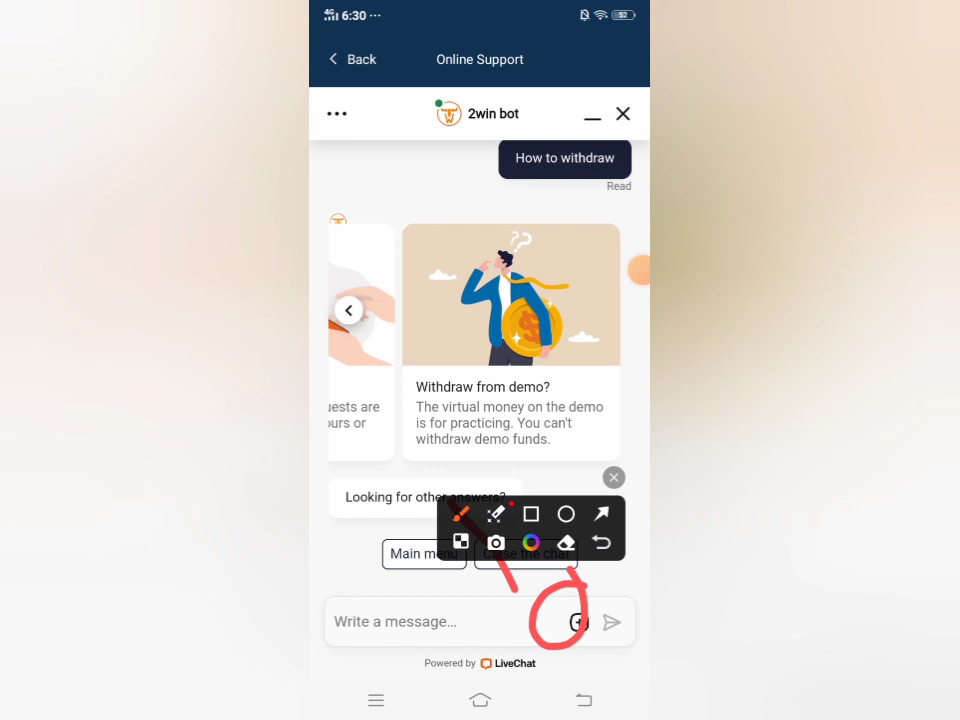 4G 6:30 ... 52
Back
Online Support
2win bot
How to withdraw
Read
Withdraw from demo?
The virtual money on the demo
is for practicing. You can't
withdraw demo funds.
uests are
ours or
Looking for other answers?
Main menu
Close the chat
Write a message...
Powered by LiveChat